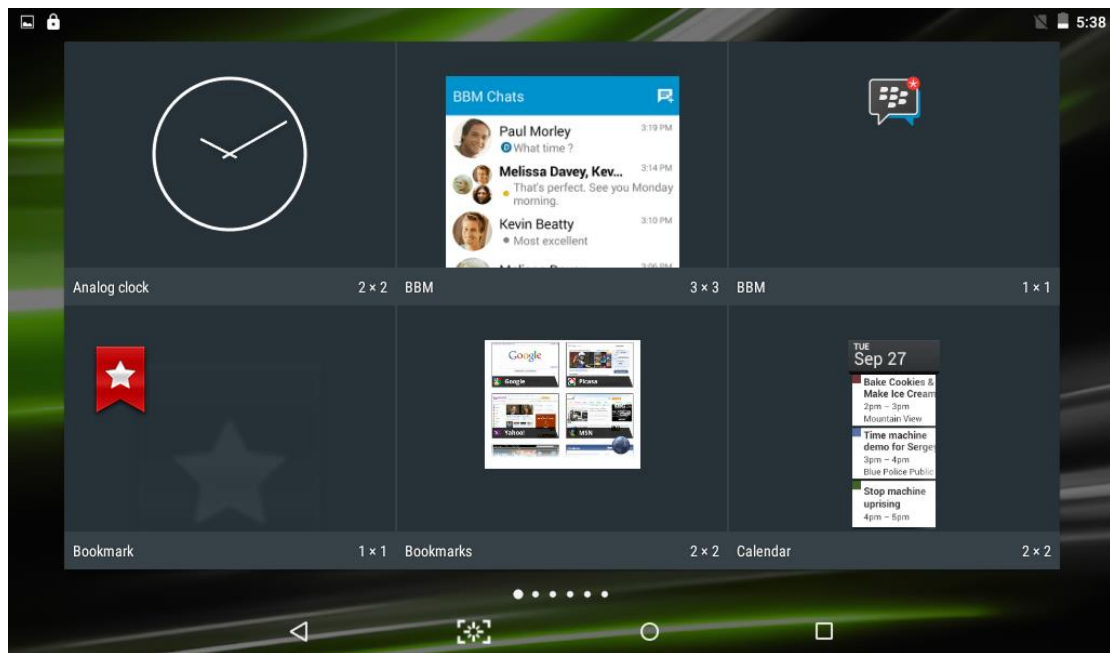 5:38
BBM Chats
Paul Morley 3:19 PM
What time ?
Melissa Davey, Kev... 3:14 PM
That's perfect. See you Monday
morning.
Kevin Beatty 3:10 PM
Most excellent
Analog clock 2 × 2
BBM 3 × 3
BBM 1 × 1
Google
Google
Picasa
Yahoo!
MSN
TUE
Sep 27
Bake Cookies &
Make Ice Cream
2pm – 3pm
Mountain View
Time machine
demo for Serge
3pm – 4pm
Blue Police Public
Stop machine
uprising
4pm – 5pm
Bookmark 1 × 1
Bookmarks 2 × 2
Calendar 2 × 2